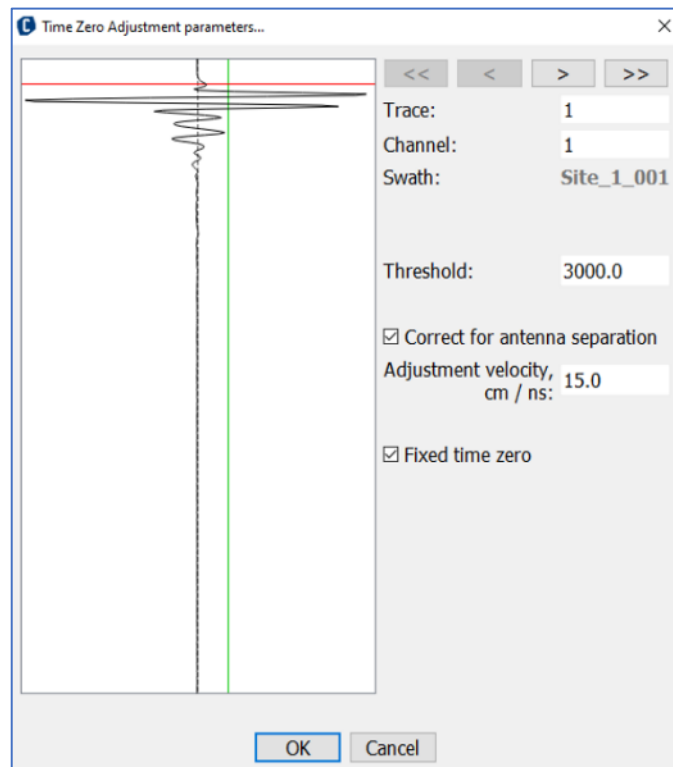 Time Zero Adjustment parameters...
<< < > >>
Trace: 1
Channel: 1
Swath: Site_1_001
Threshold: 3000.0
Correct for antenna separation
Adjustment velocity,
cm / ns: 15.0
Fixed time zero
OK Cancel